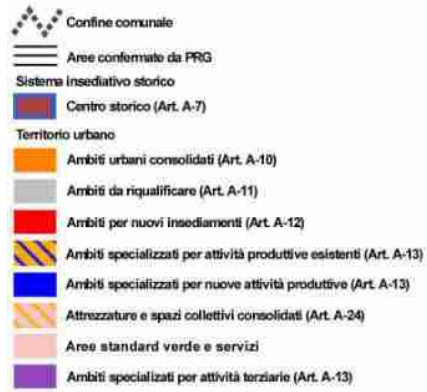 Confine comunale
Aree confermate da PRG
Sistema insediativo storico
Centro storico (Art. A-7)
Territorio urbano
Ambiti urbani consolidati (Art. A-10)
Ambiti da riqualificare (Art. A-11)
Ambiti per nuovi insediamenti (Art. A-12)
Ambiti specializzati per attività produttive esistenti (Art. A-13)
Ambiti specializzati per nuove attività produttive (Art. A-13)
Attrezzature e spazi collettivi consolidati (Art. A-24)
Aree standard verde e servizi
Ambiti specializati per attività terziarie (Art. A-13)